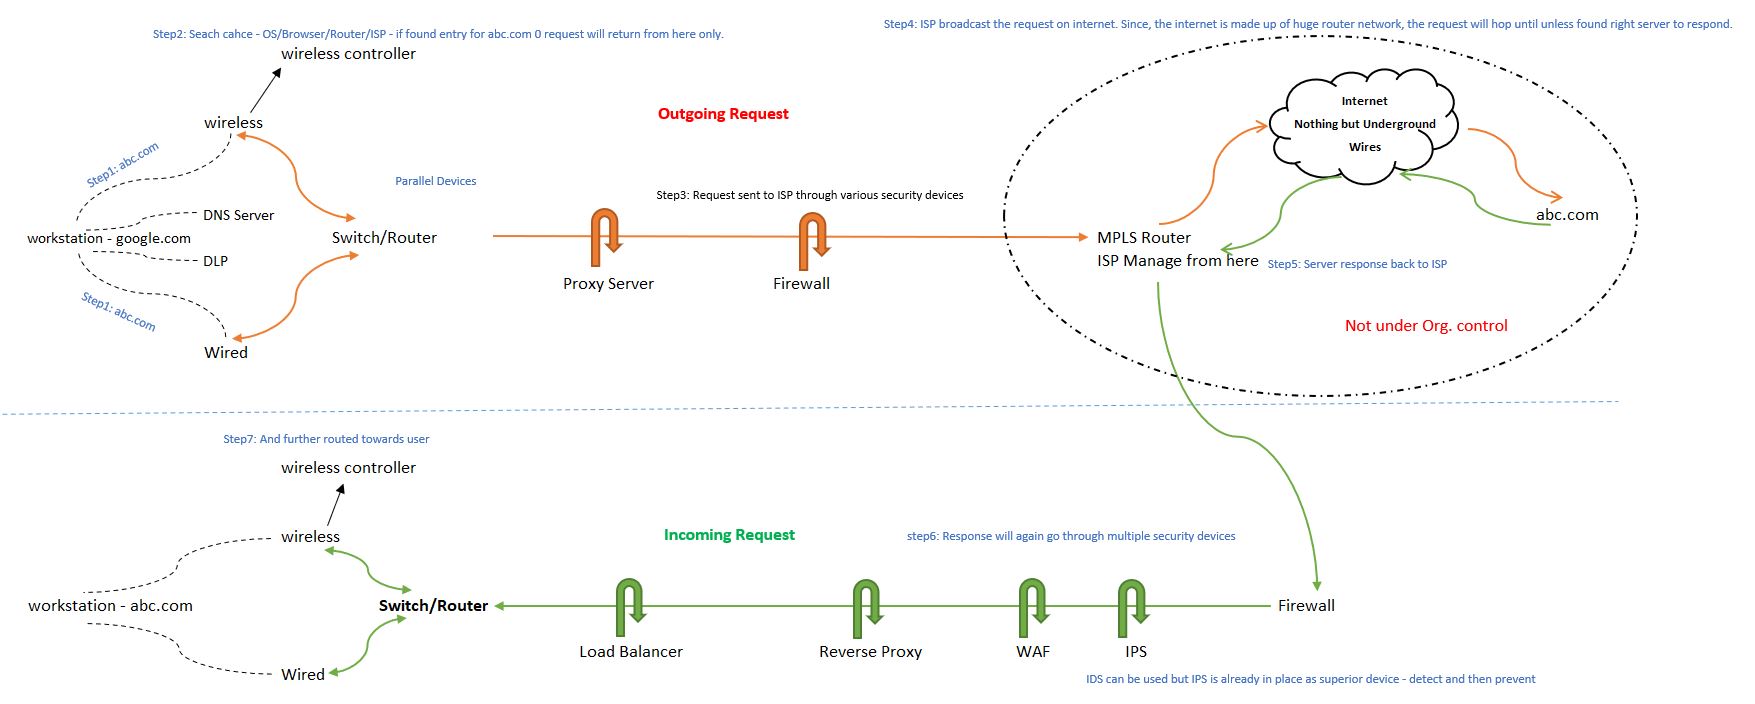 Step4: ISP broadcast the request on internet. Since, the internet is made up of huge router network, the request will hop until unless found right server to respond.
Step2: Seach cahce - OS/Browser/Router/ISP - if found entry for abc.com 0 request will return from here only.
wireless controller
Internet
Nothing but Underground
Wires
Outgoing Request
wireless
Step1: abc.com
Parallel Devices
Step3: Request sent to ISP through various security devices
DNS Server
abc.com
workstation - google.com
Switch/Router
MPLS Router
ISP Manage from here
DLP
Step5: Server response back to ISP
Proxy Server
Firewall
Step1: abc.com
Not under Org. control
Wired
Step7: And further routed towards user
wireless controller
wireless
Incoming Request
step6: Response will again go through multiple security devices
workstation - abc.com
Switch/Router
Firewall
Load Balancer
Reverse Proxy
WAF
IPS
Wired
IDS can be used but IPS is already in place as superior device - detect and then prevent